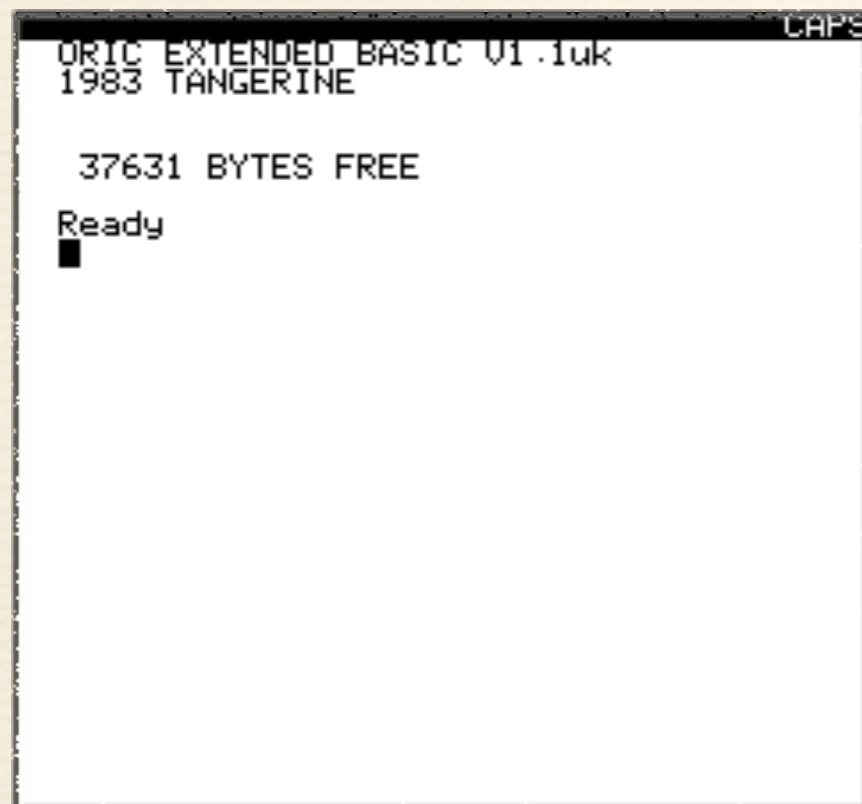 CAPS
ORIC EXTENDED BASIC V1.1uk
1983 TANGERINE
37631 BYTES FREE
Ready